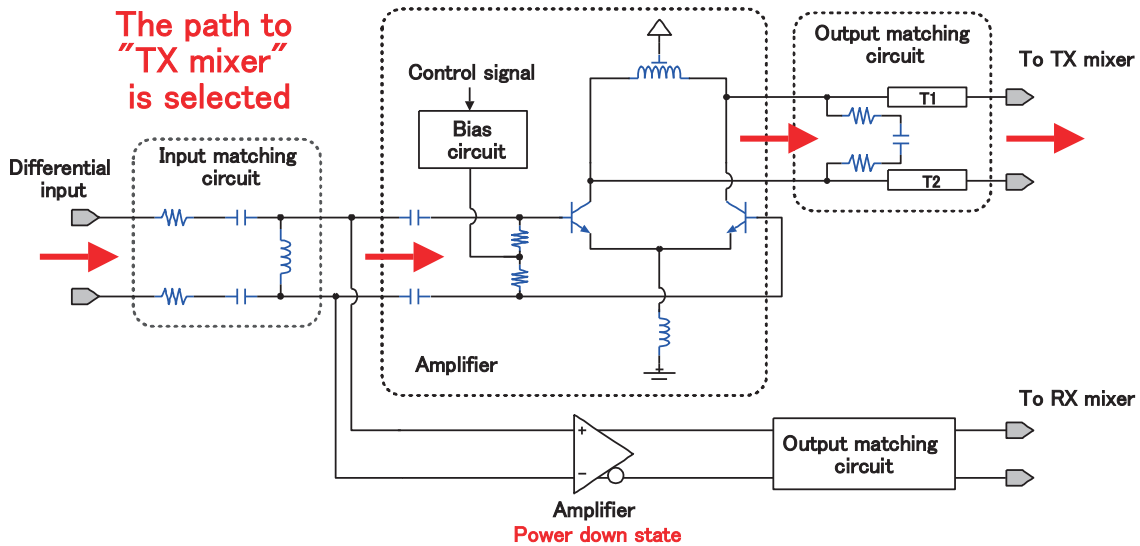 The path to
"TX mixer"
is selected
Control signal
Bias
circuit
Output matching
circuit
To TX mixer
T1
T2
Differential
input
Input matching
circuit
Amplifier
To RX mixer
+
−
Output matching
circuit
Amplifier
Power down state